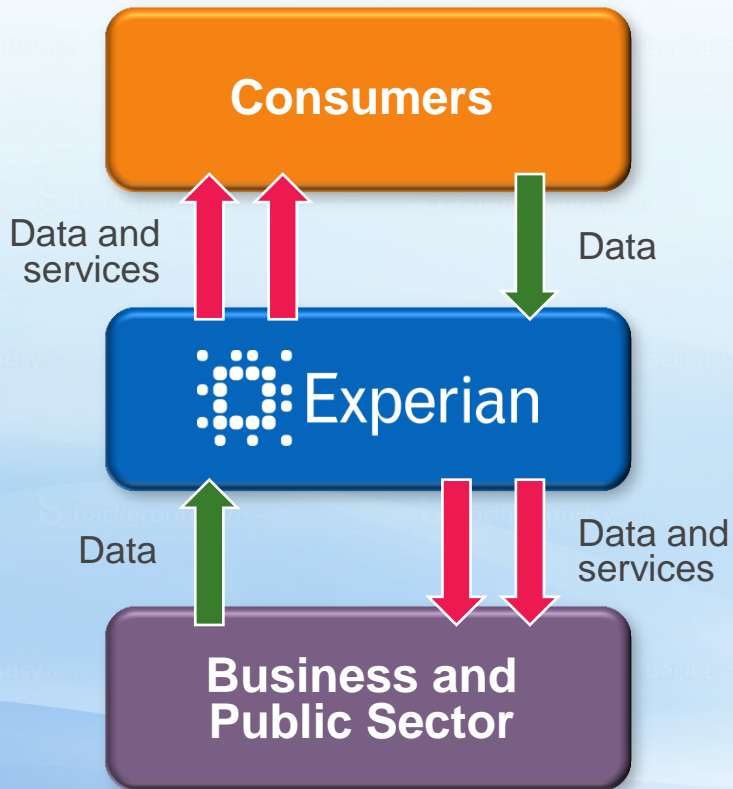 Consumers
Data and
services
Data
Experian
Data
Data and
services
Business and
Public Sector